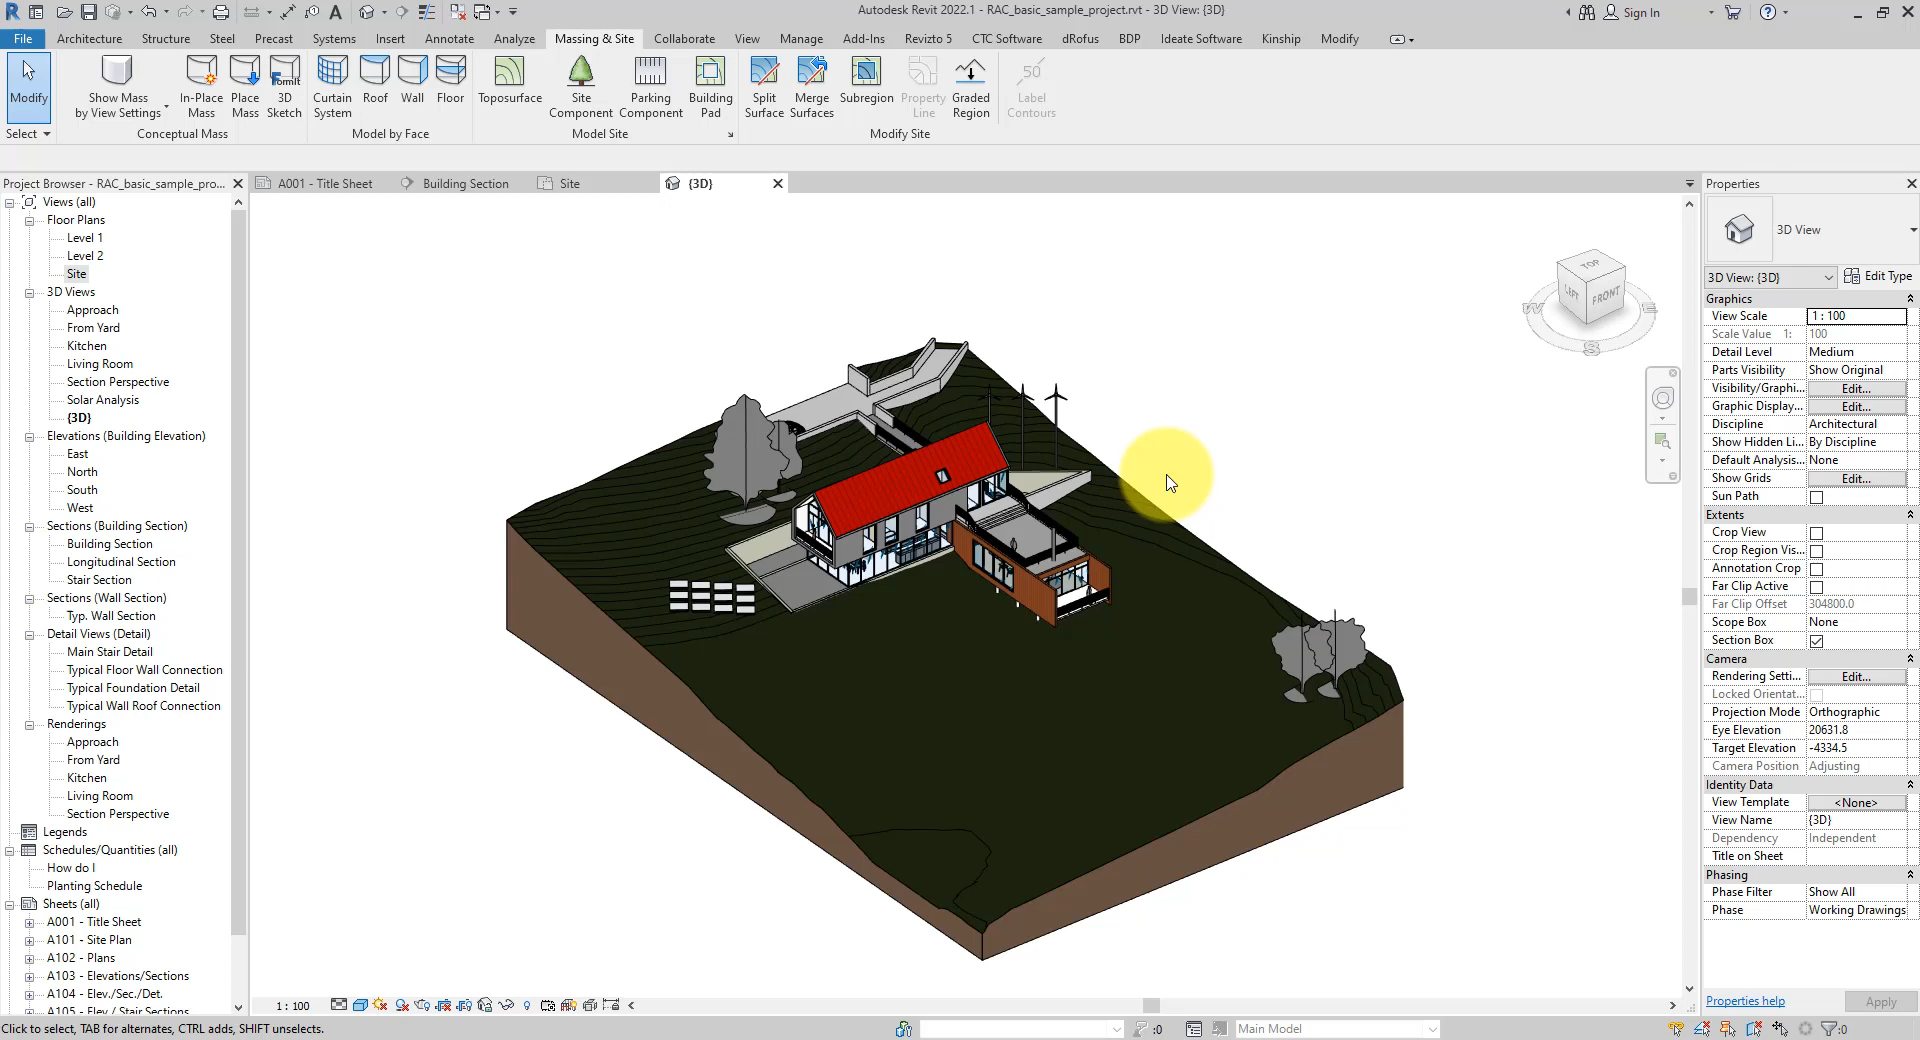 Autodesk Revit 2022.1 - RAC_basic_sample_project.rvt - 3D View: {3D}
Sign In
File Architecture Structure Steel Precast Systems Insert Annotate Analyze Massing & Site Collaborate View Manage Add-Ins Revizto 5 CTC Software dRofus BDP Ideate Software Kinship Modify
Modify
Show Mass
by View Settings
In-Place
Mass
Place
Mass
FormIt
3D
Sketch
Curtain
System
Roof
Wall
Floor
Toposurface
Site
Component
Parking
Component
Building
Pad
Split
Surface
Merge
Surfaces
Subregion
Property
Line
Graded
Region
50
Label
Contours
Select
Conceptual Mass
Model by Face
Model Site
Modify Site
Project Browser - RAC_basic_sample_pro...
A001 - Title Sheet
Building Section
Site
{3D}
Properties
Views (all)
Floor Plans
Level 1
Level 2
Site
3D Views
Approach
From Yard
Kitchen
Living Room
Section Perspective
Solar Analysis
{3D}
Elevations (Building Elevation)
East
North
South
West
Sections (Building Section)
Building Section
Longitudinal Section
Stair Section
Sections (Wall Section)
Typ. Wall Section
Detail Views (Detail)
Main Stair Detail
Typical Floor Wall Connection
Typical Foundation Detail
Typical Wall Roof Connection
Renderings
Approach
From Yard
Kitchen
Living Room
Section Perspective
Legends
Schedules/Quantities (all)
How do I
Planting Schedule
Sheets (all)
A001 - Title Sheet
A101 - Site Plan
A102 - Plans
A103 - Elevations/Sections
A104 - Elev./Sec./Det.
A105 - Elev./ Stair Sections
TOP
LEFT
FRONT
W
E
S
3D View
3D View: {3D}
Edit Type
Graphics
View Scale 1 : 100
Scale Value 1: 100
Detail Level Medium
Parts Visibility Show Original
Visibility/Graphi... Edit...
Graphic Display... Edit...
Discipline Architectural
Show Hidden Li... By Discipline
Default Analysis... None
Show Grids Edit...
Sun Path
Extents
Crop View
Crop Region Vis...
Annotation Crop
Far Clip Active
Far Clip Offset 304800.0
Scope Box None
Section Box
Camera
Rendering Setti... Edit...
Locked Orientat...
Projection Mode Orthographic
Eye Elevation 20631.8
Target Elevation -4334.5
Camera Position Adjusting
Identity Data
View Template <None>
View Name {3D}
Dependency Independent
Title on Sheet
Phasing
Phase Filter Show All
Phase Working Drawings
Properties help
Apply
1 : 100
Click to select, TAB for alternates, CTRL adds, SHIFT unselects.
:0
Main Model
:0